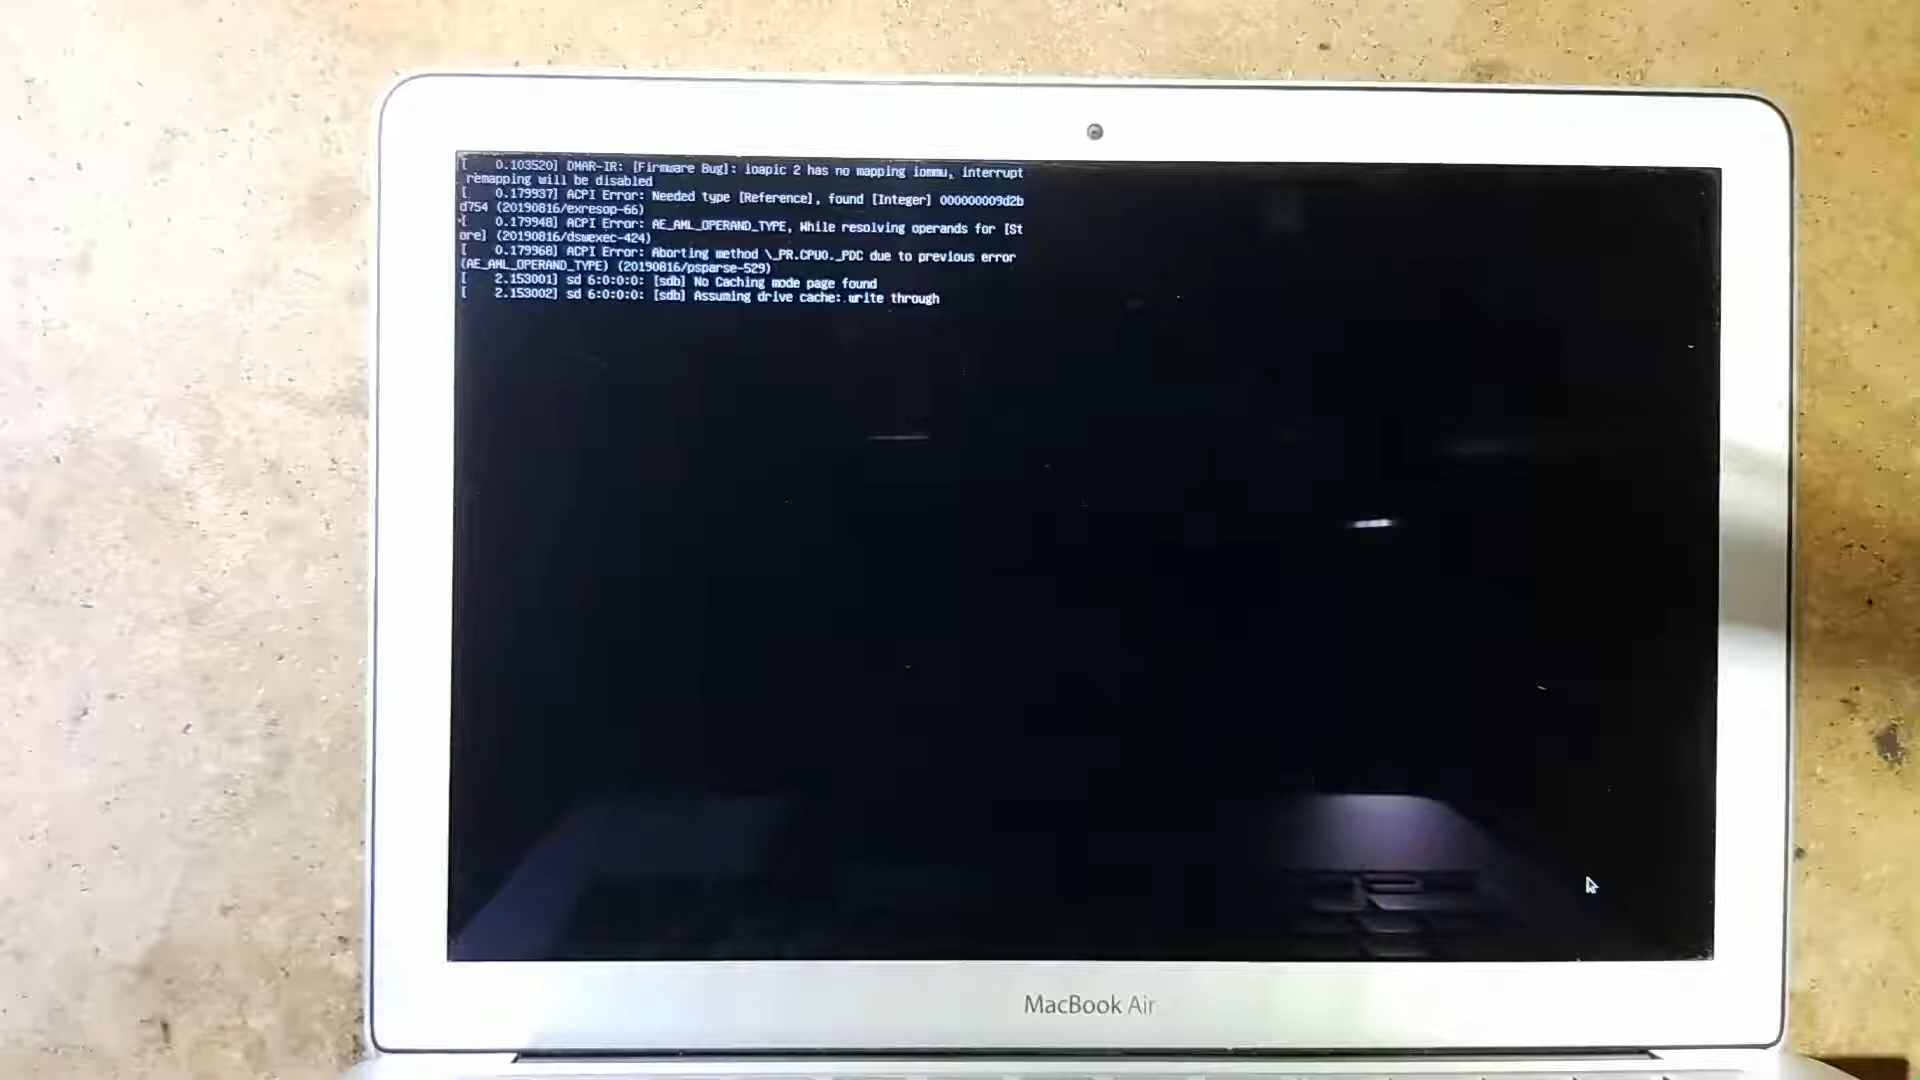 [    0.103520] DMAR-IR: [Firmware Bug]: ioapic 2 has no mapping iommu, interrupt
remapping will be disabled
[    0.179937] ACPI Error: Needed type [Reference], found [Integer] 000000009d2b
d754 (20190816/exresop-66)
[    0.179948] ACPI Error: AE_AML_OPERAND_TYPE, While resolving operands for [St
ore] (20190816/dswexec-424)
[    0.179968] ACPI Error: Aborting method \_PR.CPU0._PDC due to previous error
(AE_AML_OPERAND_TYPE) (20190816/psparse-529)
[    2.153001] sd 6:0:0:0: [sdb] No Caching mode page found
[    2.153002] sd 6:0:0:0: [sdb] Assuming drive cache: write through
MacBook Air